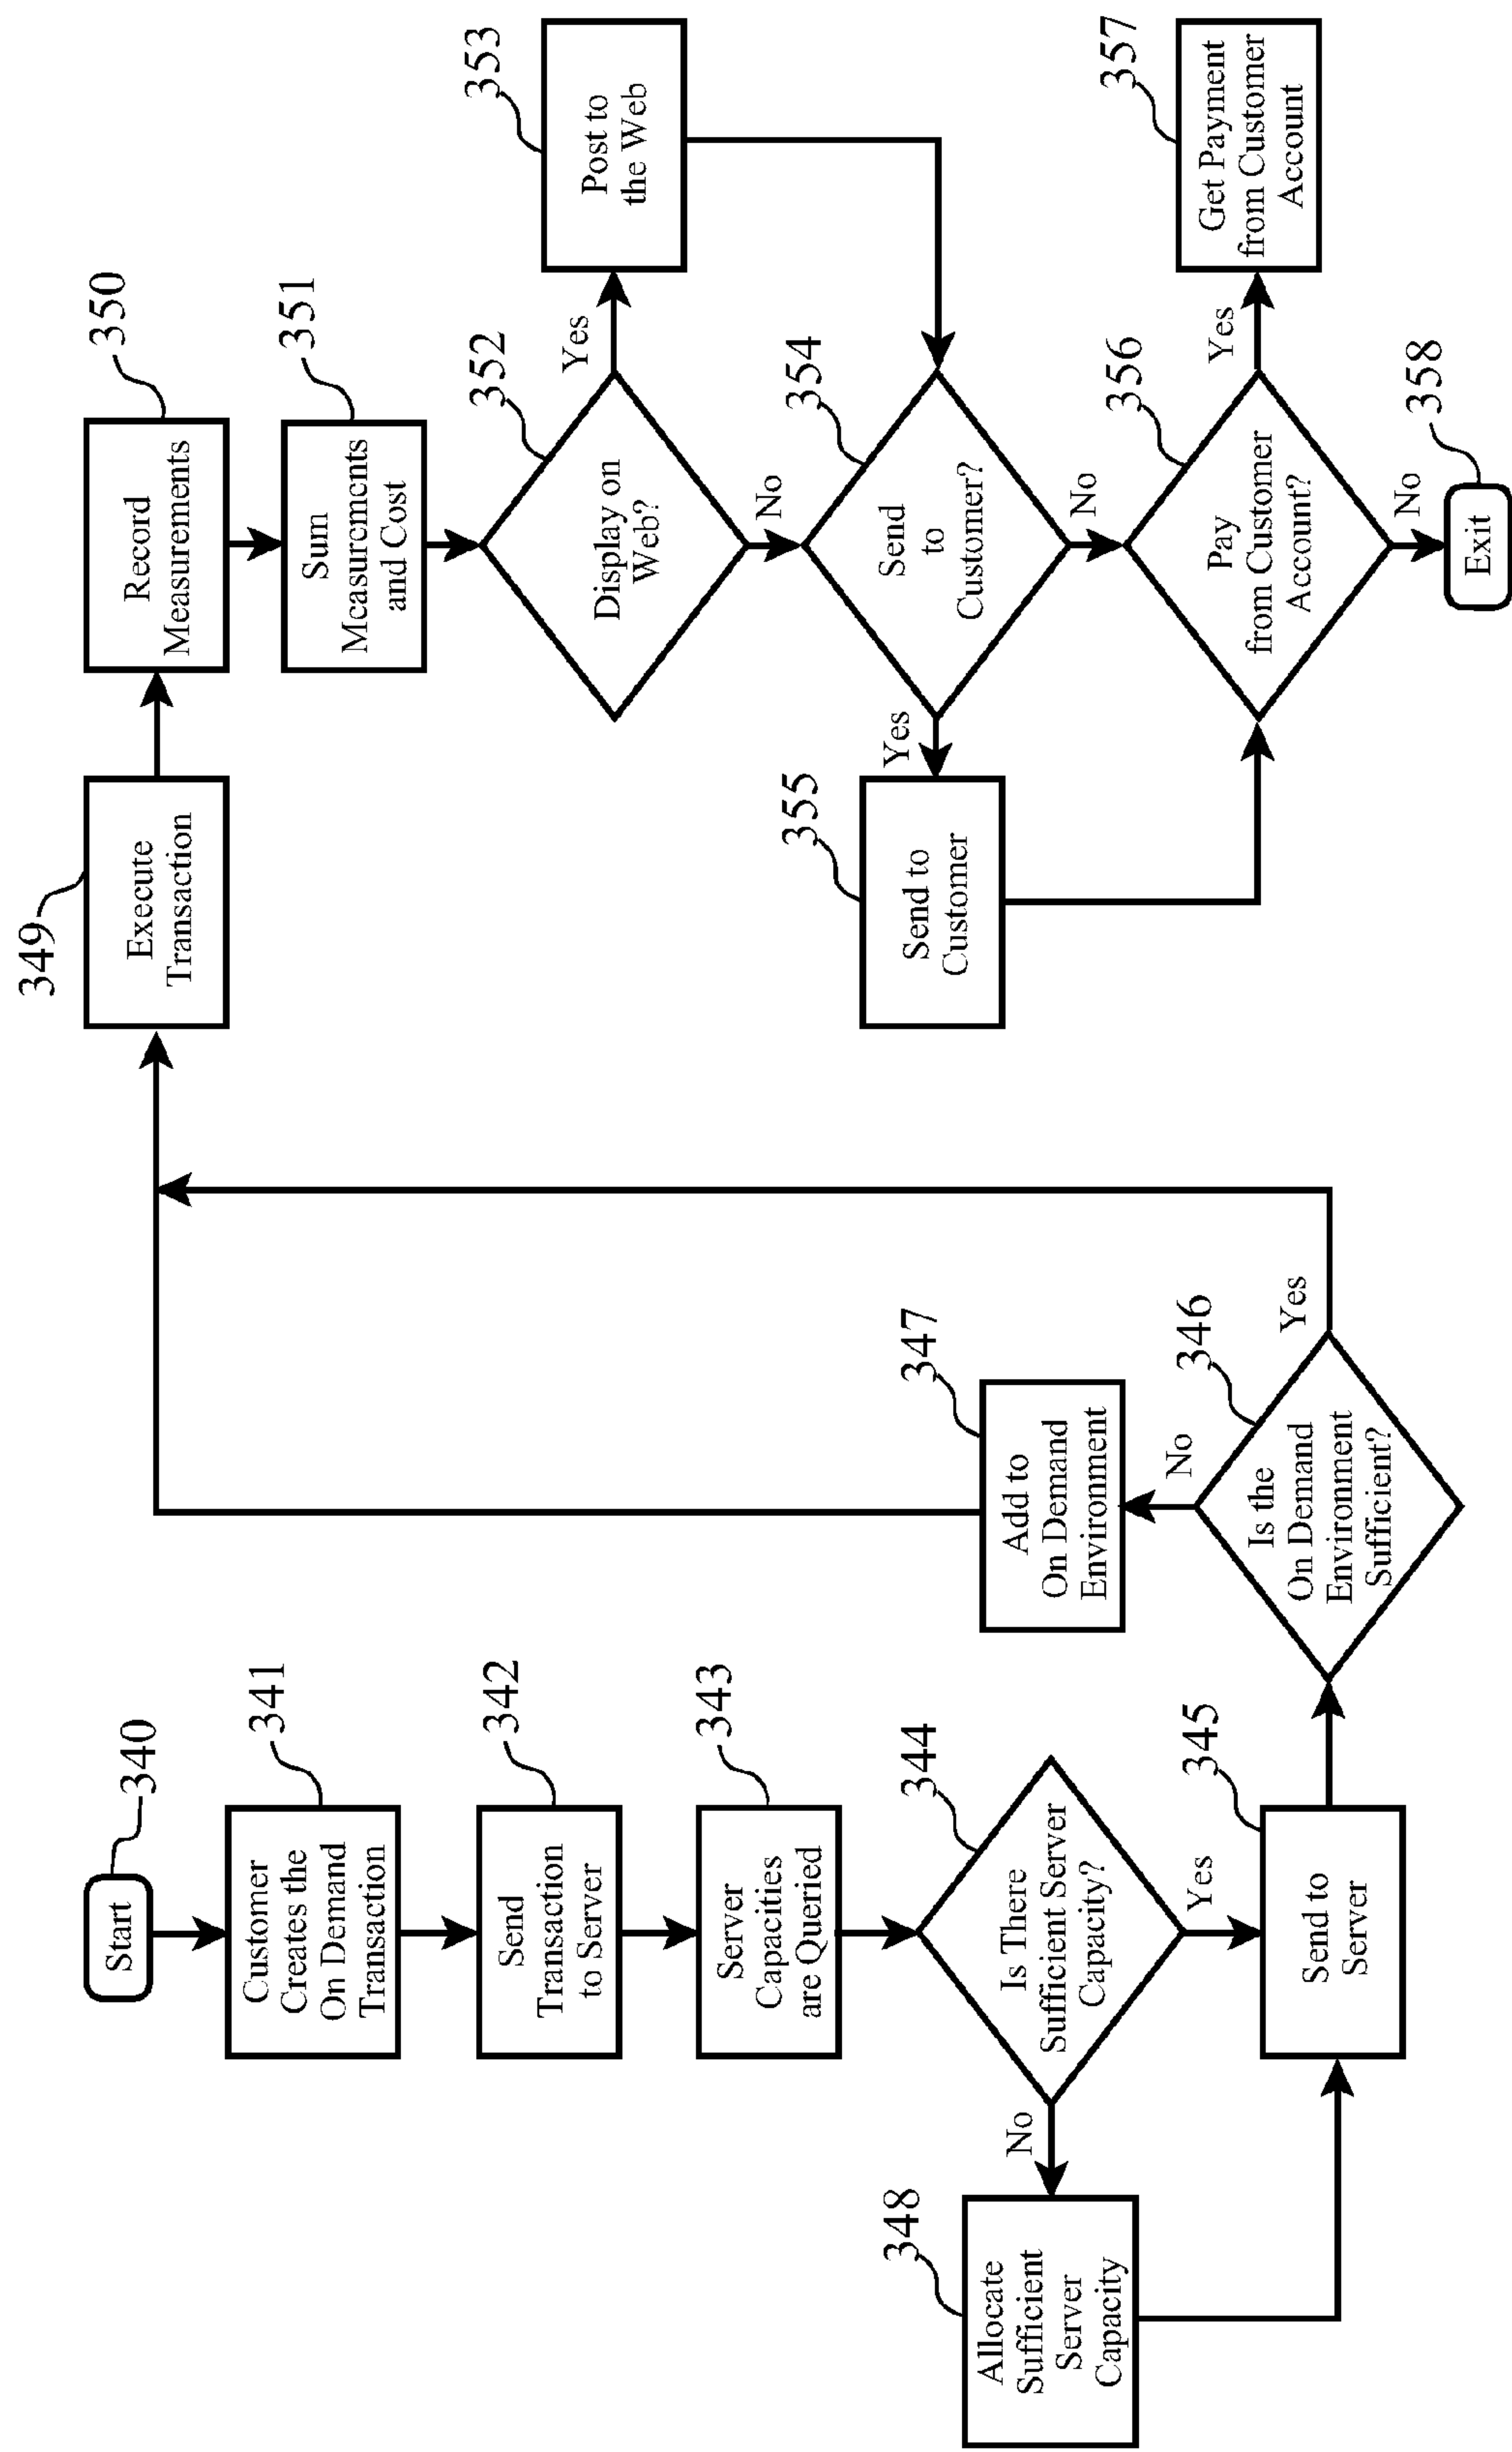 340
Start
341
Customer
Creates the
On Demand
Transaction
342
Send
Transaction
to Server
343
Server
Capacities
are Queried
344
Is There
Sufficient Server
Capacity?
No
Yes
348
Allocate
Sufficient
Server
Capacity
345
Send to
Server
346
Is the
On Demand
Environment
Sufficient?
No
Yes
347
Add to
On Demand
Environment
349
Execute
Transaction
350
Record
Measurements
351
Sum
Measurements
and Cost
352
Display on
Web?
Yes
No
353
Post to
the Web
354
Send
to
Customer?
Yes
No
355
Send to
Customer
356
Pay
from Customer
Account?
Yes
No
357
Get Payment
from Customer
Account
358
Exit